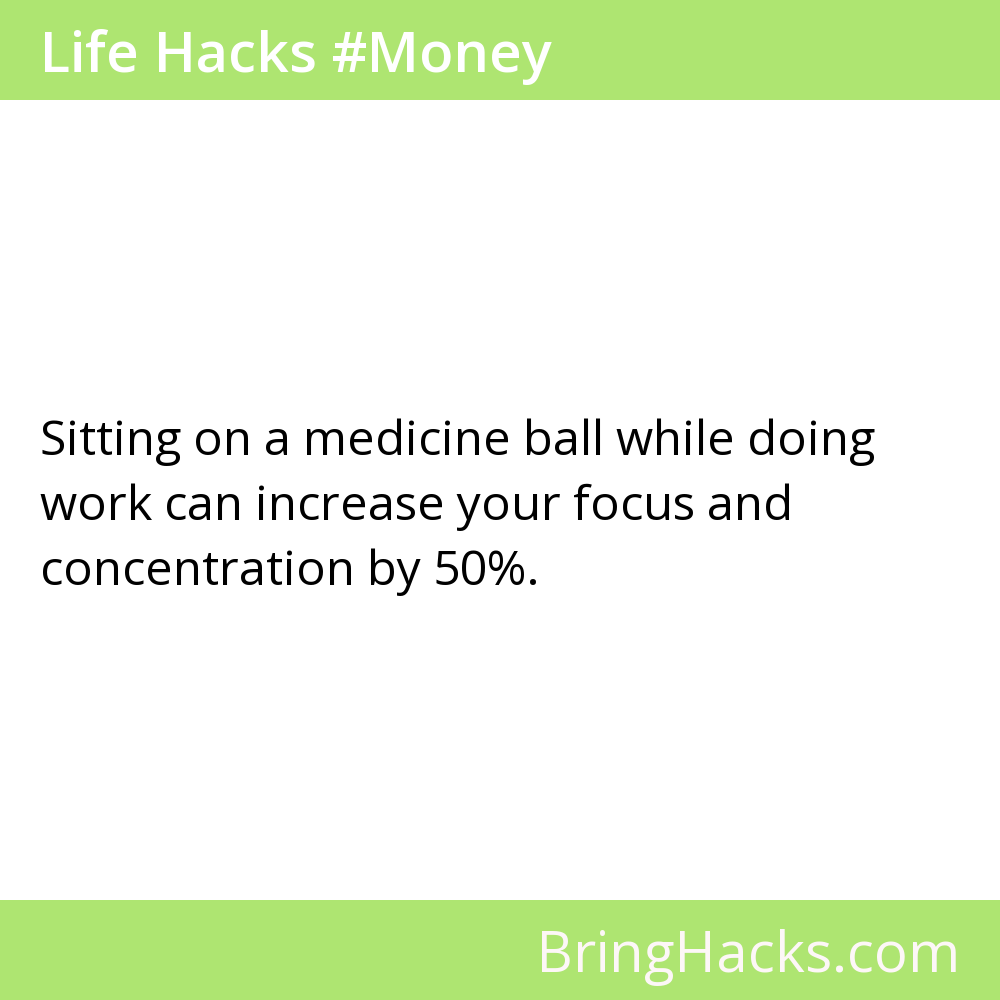 Life Hacks #Money
Sitting on a medicine ball while doing
work can increase your focus and
concentration by 50%.
BringHacks.com